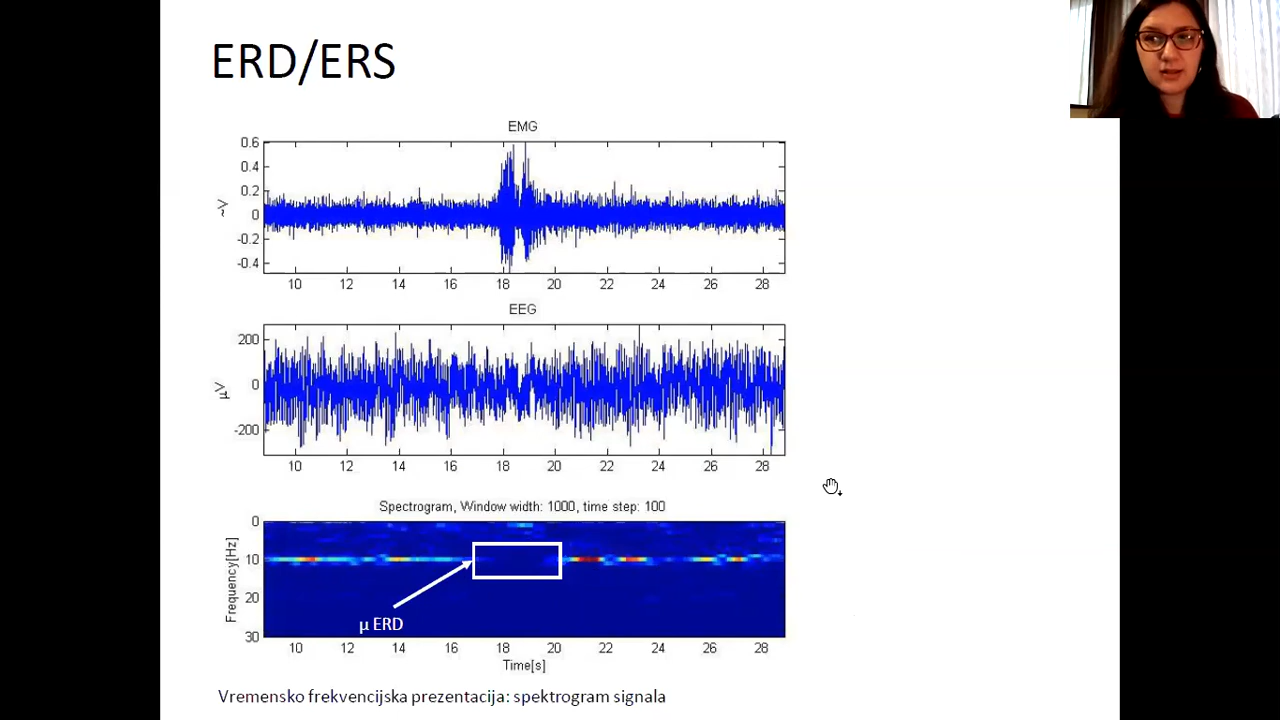 ERD/ERS
EMG
0.6
0.4
0.2
0
-0.2
-0.4
~V
10 12 14 16 18 20 22 24 26 28
EEG
200
0
-200
µV
10 12 14 16 18 20 22 24 26 28
Spectrogram, Window width: 1000, time step: 100
0
10
20
30
Frequency[Hz]
µ ERD
10 12 14 16 18 20 22 24 26 28
Time[s]
Vremensko frekvencijska prezentacija: spektrogram signala